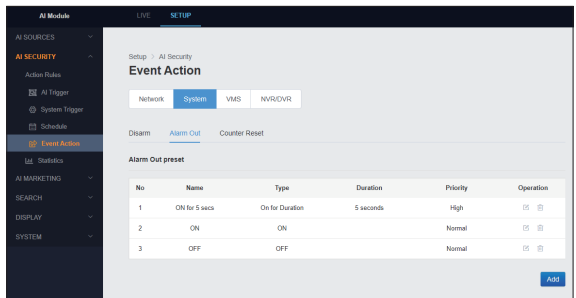 AI Module
LIVE SETUP
AI SOURCES
AI SECURITY
Action Rules
AI Trigger
System Trigger
Schedule
Event Action
Statistics
AI MARKETING
SEARCH
DISPLAY
SYSTEM
Setup > AI Security
Event Action
Network System VMS NVR/DVR
Disarm Alarm Out Counter Reset
Alarm Out preset
No Name Type Duration Priority Operation
1 ON for 5 secs On for Duration 5 seconds High
2 ON ON Normal
3 OFF OFF Normal
Add